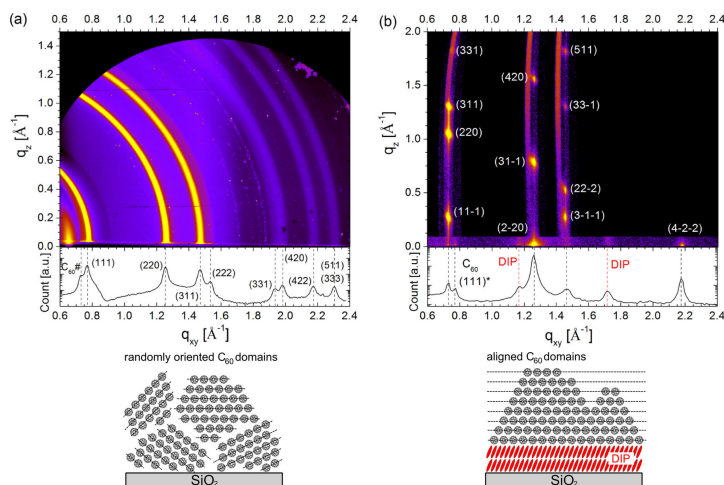 (a)
0.6 0.8 1.0 1.2 1.4 1.6 1.8 2.0 2.2 2.4
1.4
1.2
1.0
0.8
0.6
0.4
0.2
0.0
q_z [Å⁻¹]
C₆₀#
(111)
(220)
(311)
(222)
(331)
(420)
(422)
(511)
(333)
Count [a.u.]
0.6 0.8 1.0 1.2 1.4 1.6 1.8 2.0 2.2 2.4
q_xy [Å⁻¹]
randomly oriented C₆₀ domains
SiO₂
(b)
0.6 0.8 1.0 1.2 1.4 1.6 1.8 2.0 2.2 2.4
2.0
1.5
1.0
0.5
0.0
q_z [Å⁻¹]
(331)
(511)
(420)
(311)
(33-1)
(220)
(31-1)
(22-2)
(11-1)
(3-1-1)
(2-20)
(4-2-2)
C₆₀
(111)*
DIP
DIP
Count [a.u.]
0.6 0.8 1.0 1.2 1.4 1.6 1.8 2.0 2.2 2.4
q_xy [Å⁻¹]
aligned C₆₀ domains
DIP
SiO₂